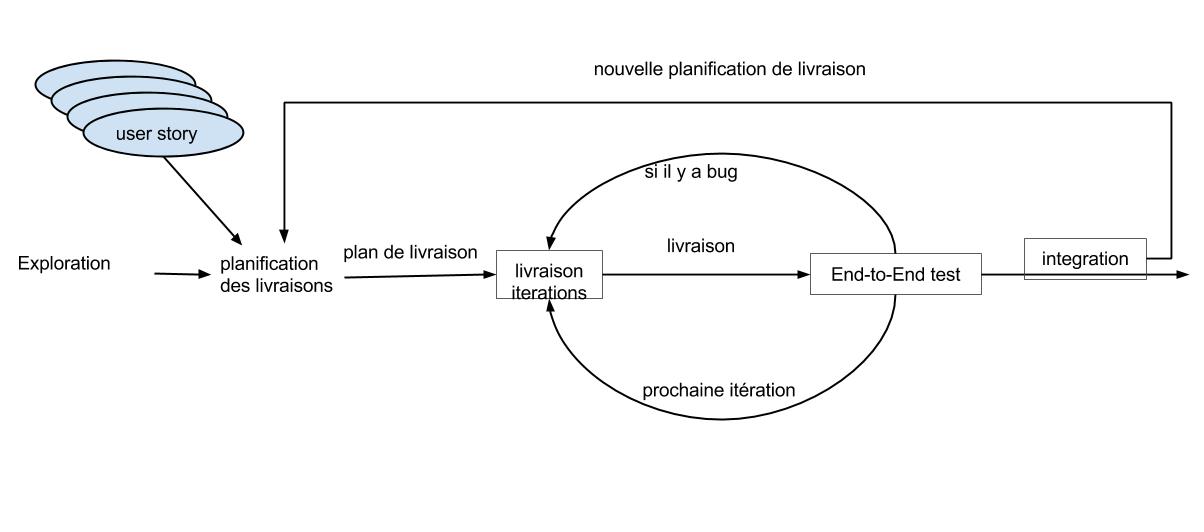 nouvelle planification de livraison
user story
si il y a bug
Exploration
planification
des livraisons
plan de livraison
livraison
iterations
livraison
End-to-End test
integration
prochaine itération